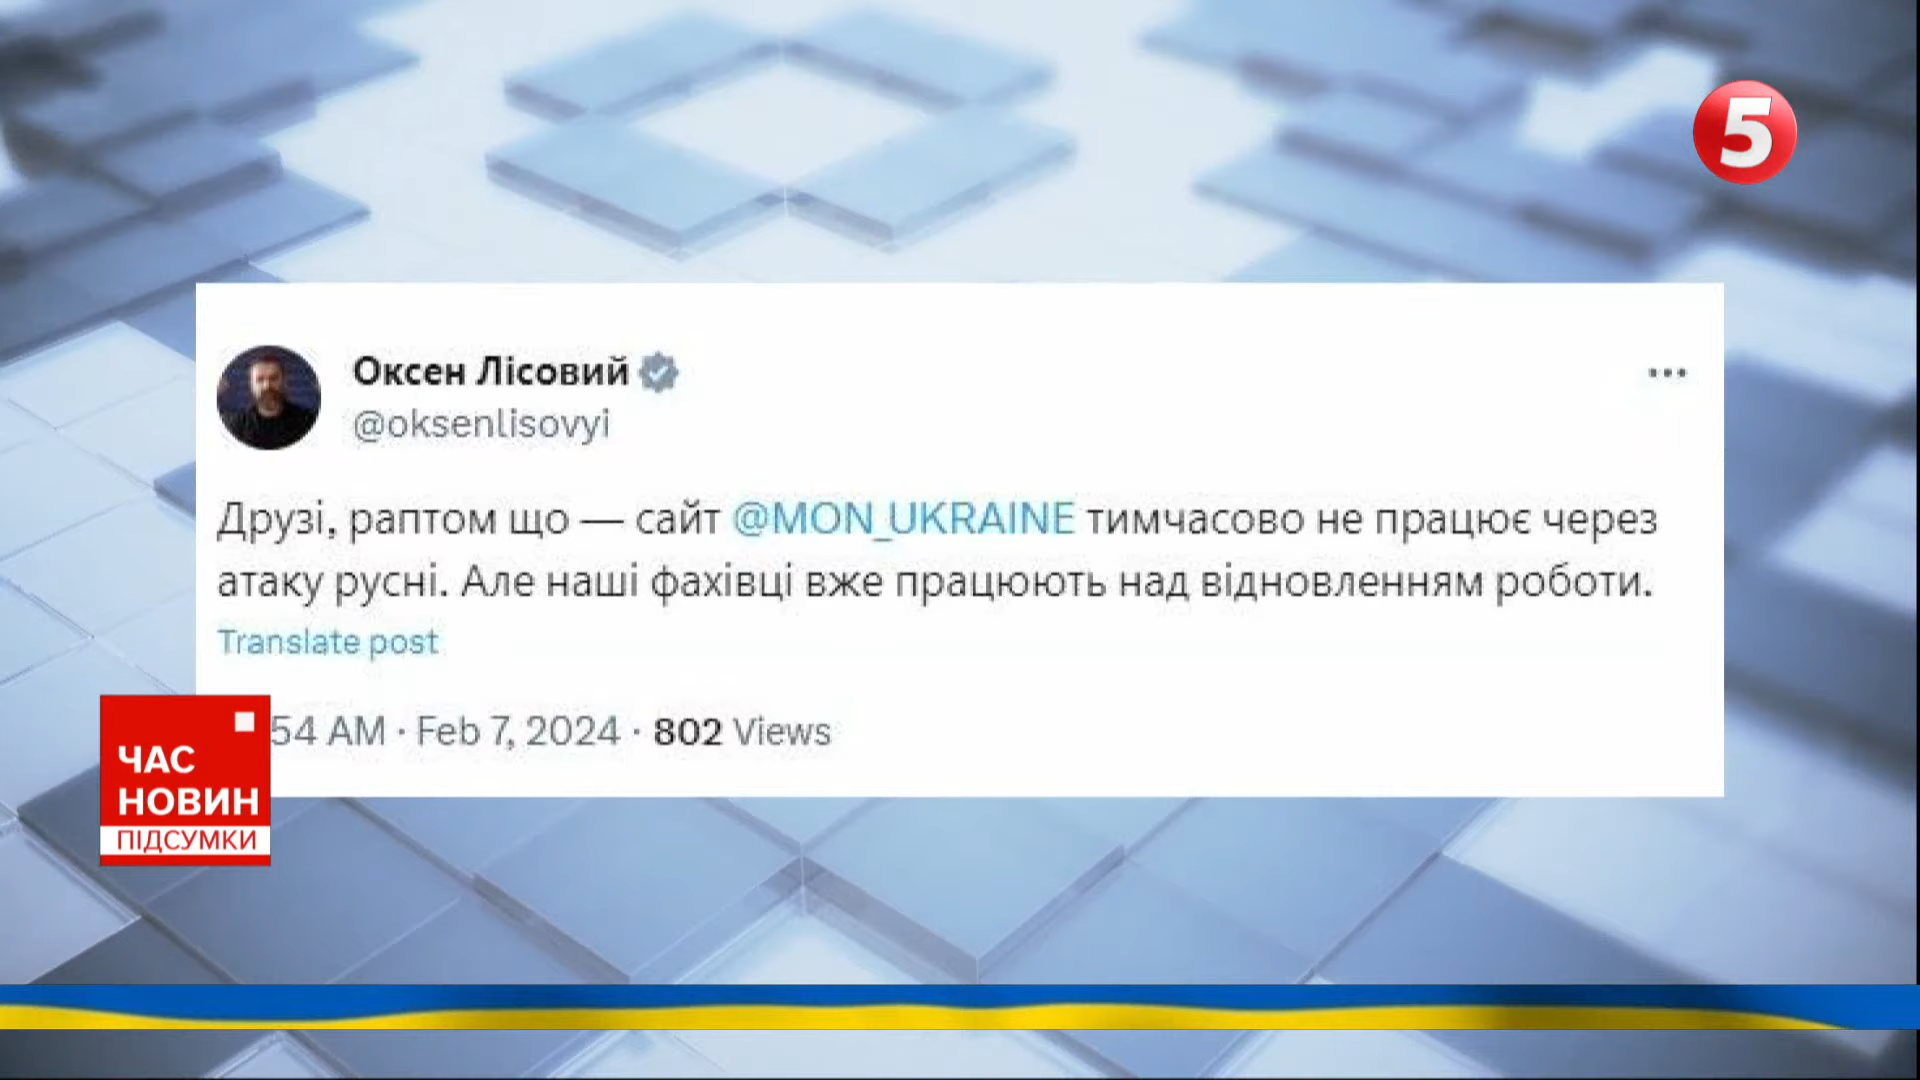 5
Оксен Лісовий
@oksenlisovyi
Друзі, раптом що — сайт @MON_UKRAINE тимчасово не працює через
атаку русні. Але наші фахівці вже працюють над відновленням роботи.
Translate post
54 AM · Feb 7, 2024 · 802 Views
ЧАС
НОВИН
ПІДСУМКИ